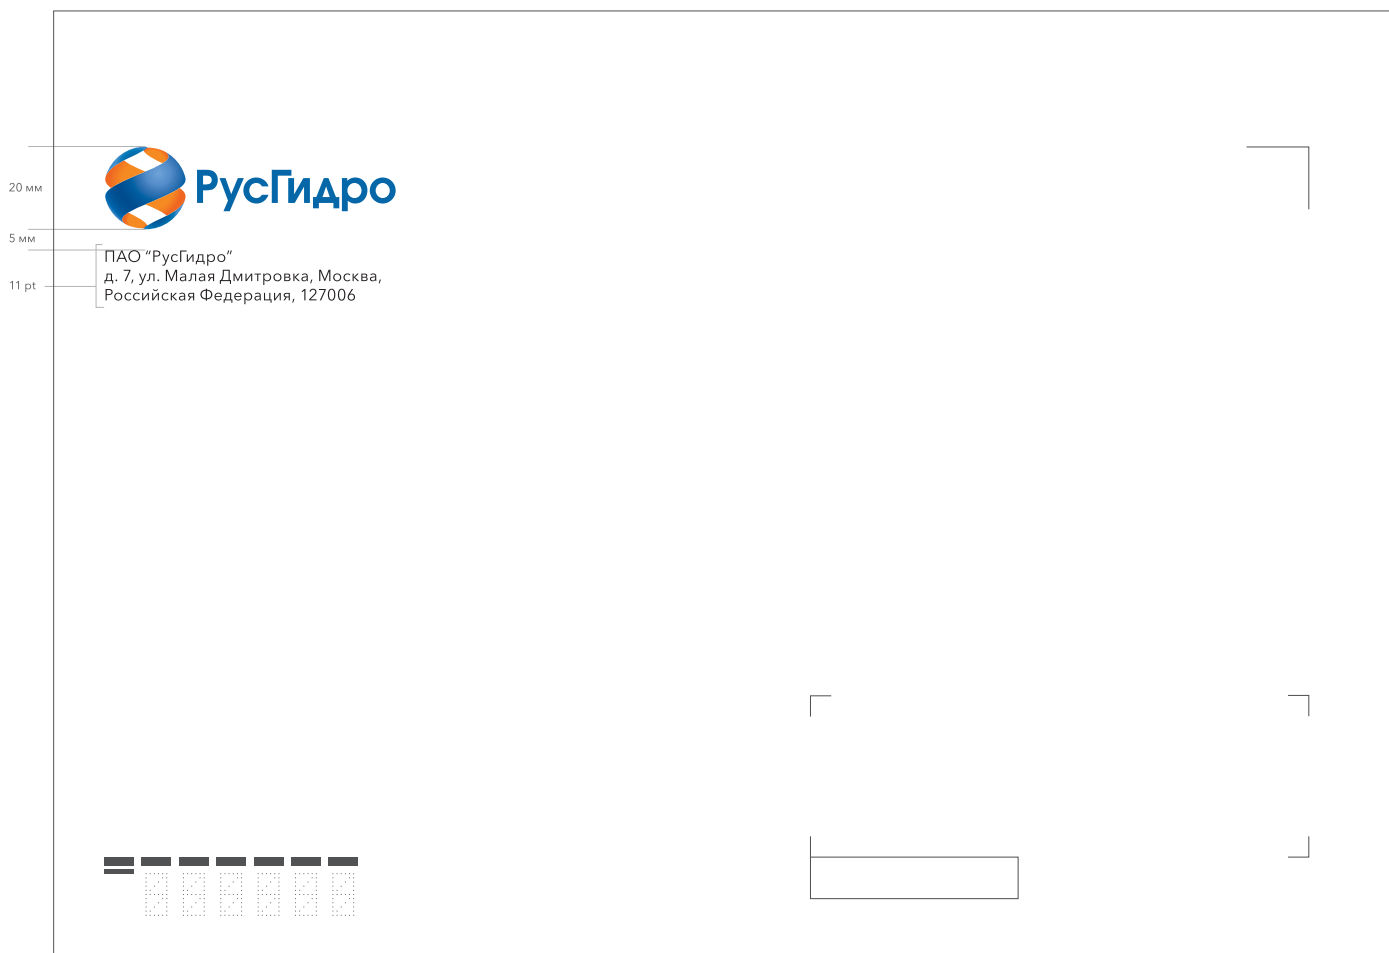 20 мм
РусГидро
5 мм
ПАО “РусГидро”
д. 7, ул. Малая Дмитровка, Москва,
11 pt
Российская Федерация, 127006